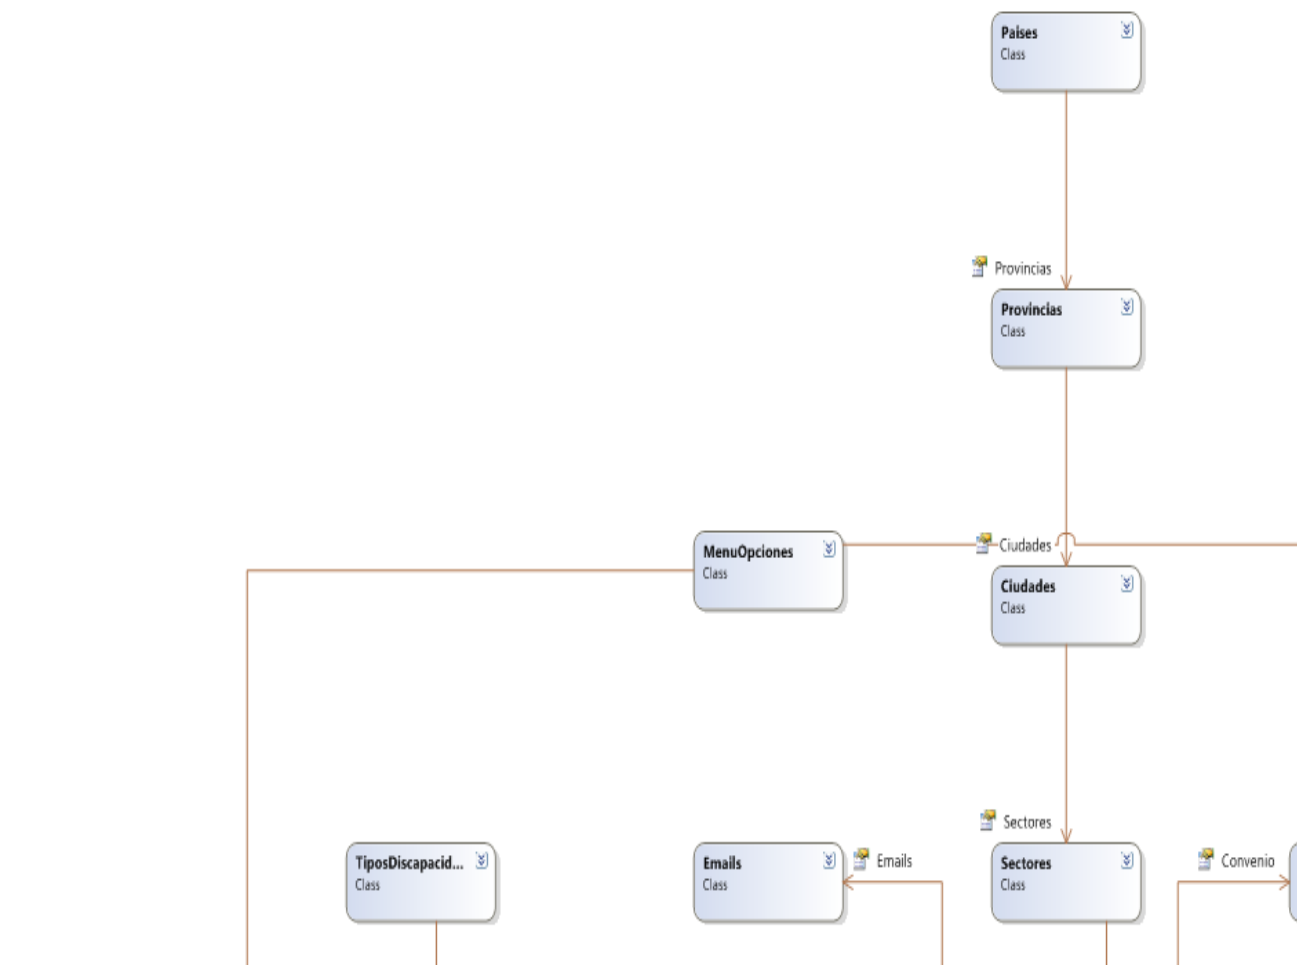 Paises
Class
Provincias
Provincias
Class
MenuOpciones
Class
Ciudades
Ciudades
Class
Sectores
TiposDiscapacid...
Class
Emails
Class
Emails
Sectores
Class
Convenio